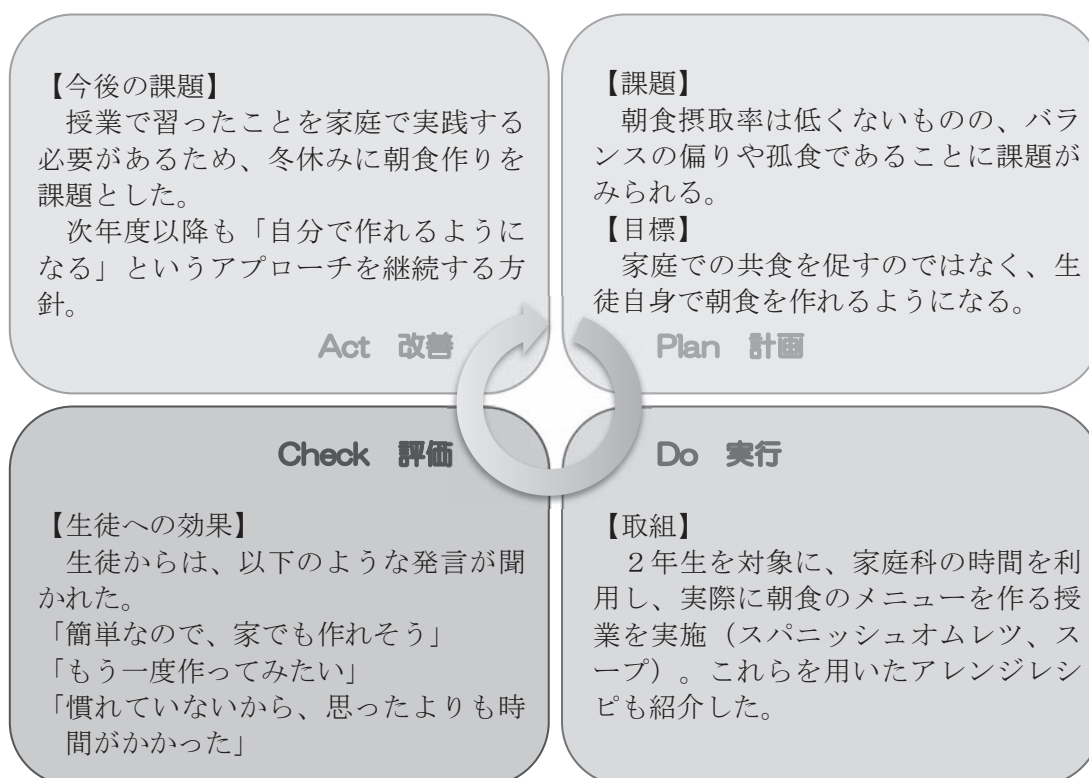 【今後の課題】
　授業で習ったことを家庭で実践する
必要があるため、冬休みに朝食作りを
課題とした。
　次年度以降も「自分で作れるように
なる」というアプローチを継続する方
針。
Act　改善
【課題】
　朝食摂取率は低くないものの、バラ
ンスの偏りや孤食であることに課題が
みられる。
【目標】
　家庭での共食を促すのではなく、生
徒自身で朝食を作れるようになる。
Plan　計画
Check　評価
【生徒への効果】
　生徒からは、以下のような発言が聞
かれた。
「簡単なので、家でも作れそう」
「もう一度作ってみたい」
「慣れていないから、思ったよりも時
　間がかかった」
Do　実行
【取組】
　２年生を対象に、家庭科の時間を利
用し、実際に朝食のメニューを作る授
業を実施（スパニッシュオムレツ、ス
ープ）。これらを用いたアレンジレシ
ピも紹介した。